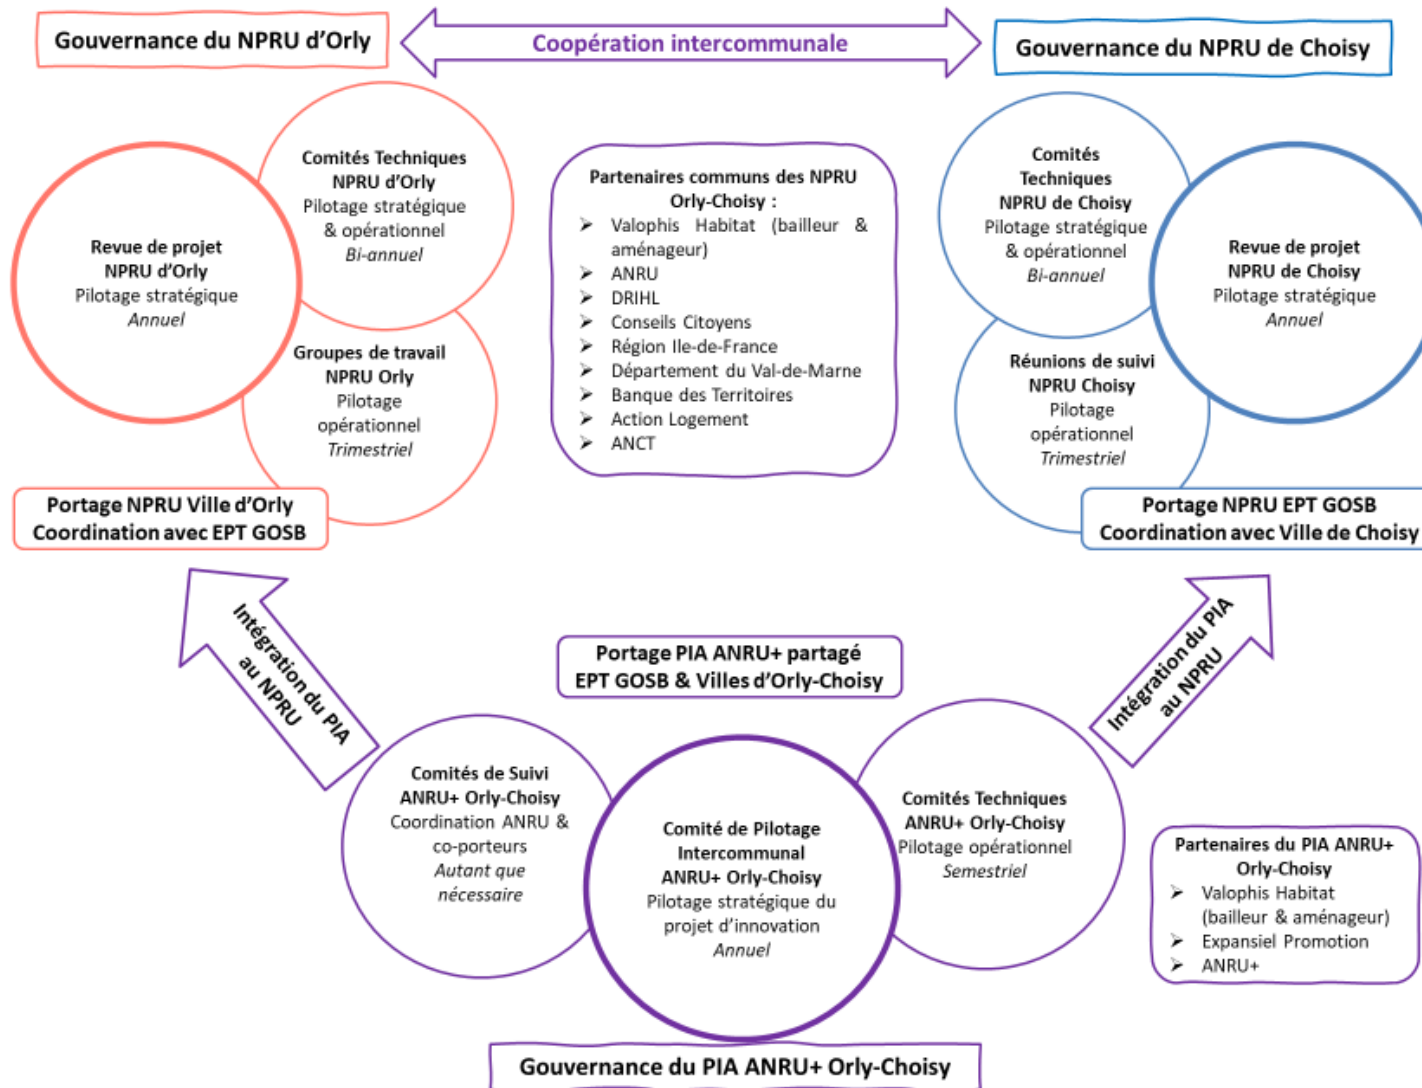 Gouvernance du NPRU d’Orly
Coopération intercommunale
Gouvernance du NPRU de Choisy
Revue de projet
NPRU d’Orly
Pilotage stratégique
Annuel
Comités Techniques
NPRU d’Orly
Pilotage stratégique
& opérationnel
Bi-annuel
Groupes de travail
NPRU Orly
Pilotage
opérationnel
Trimestriel
Portage NPRU Ville d’Orly
Coordination avec EPT GOSB
Partenaires communs des NPRU
Orly-Choisy :
➢ Valophis Habitat (bailleur &
aménageur)
➢ ANRU
➢ DRIHL
➢ Conseils Citoyens
➢ Région Ile-de-France
➢ Département du Val-de-Marne
➢ Banque des Territoires
➢ Action Logement
➢ ANCT
Comités
Techniques
NPRU de Choisy
Pilotage stratégique
& opérationnel
Bi-annuel
Revue de projet
NPRU de Choisy
Pilotage stratégique
Annuel
Réunions de suivi
NPRU Choisy
Pilotage
opérationnel
Trimestriel
Portage NPRU EPT GOSB
Coordination avec Ville de Choisy
Intégration du PIA
au NPRU
Portage PIA ANRU+ partagé
EPT GOSB & Villes d’Orly-Choisy
Intégration du PIA
au NPRU
Comités de Suivi
ANRU+ Orly-Choisy
Coordination ANRU &
co-porteurs
Autant que
nécessaire
Comité de Pilotage
Intercommunal
ANRU+ Orly-Choisy
Pilotage stratégique du
projet d’innovation
Annuel
Comités Techniques
ANRU+ Orly-Choisy
Pilotage opérationnel
Semestriel
Partenaires du PIA ANRU+
Orly-Choisy
➢ Valophis Habitat
(bailleur & aménageur)
➢ Expansiel Promotion
➢ ANRU+
Gouvernance du PIA ANRU+ Orly-Choisy